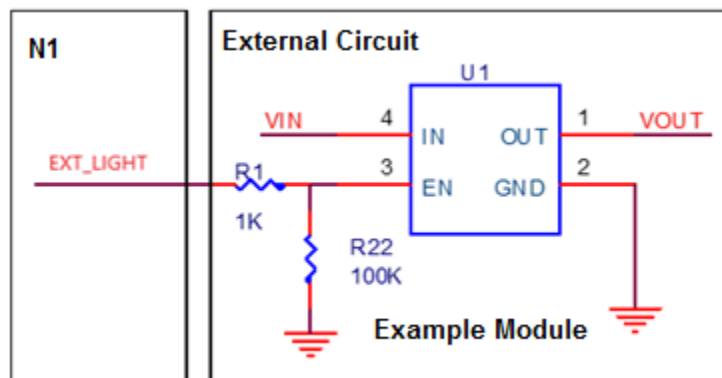 N1
External Circuit
U1
VIN
4
IN
OUT
1
VOUT
EXT_LIGHT
R1
1K
3
EN
GND
2
R22
100K
Example Module